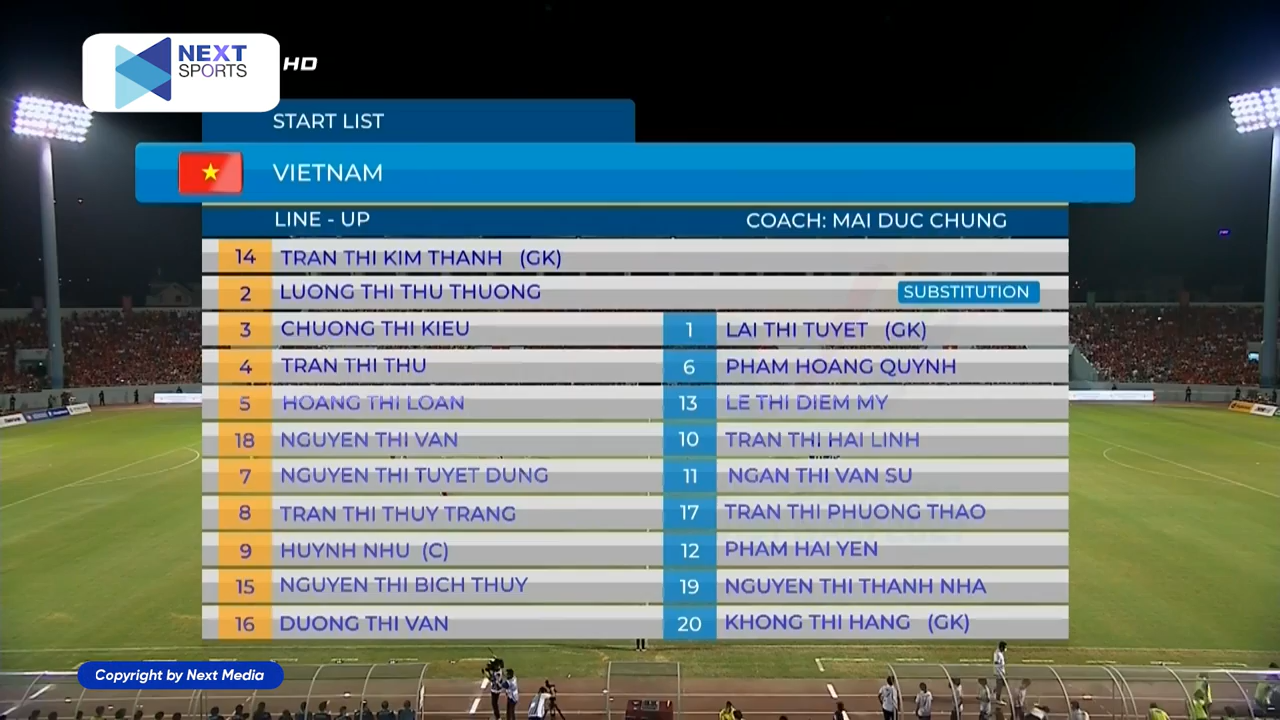 NEXT
SPORTS
HD
START LIST
VIETNAM
LINE - UP
COACH: MAI DUC CHUNG
14 TRAN THI KIM THANH (GK)
2 LUONG THI THU THUONG
SUBSTITUTION
3 CHUONG THI KIEU
1 LAI THI TUYET (GK)
4 TRAN THI THU
6 PHAM HOANG QUYNH
5 HOANG THI LOAN
13 LE THI DIEM MY
18 NGUYEN THI VAN
10 TRAN THI HAI LINH
7 NGUYEN THI TUYET DUNG
11 NGAN THI VAN SU
8 TRAN THI THUY TRANG
17 TRAN THI PHUONG THAO
9 HUYNH NHU (C)
12 PHAM HAI YEN
15 NGUYEN THI BICH THUY
19 NGUYEN THI THANH NHA
16 DUONG THI VAN
20 KHONG THI HANG (GK)
Copyright by Next Media